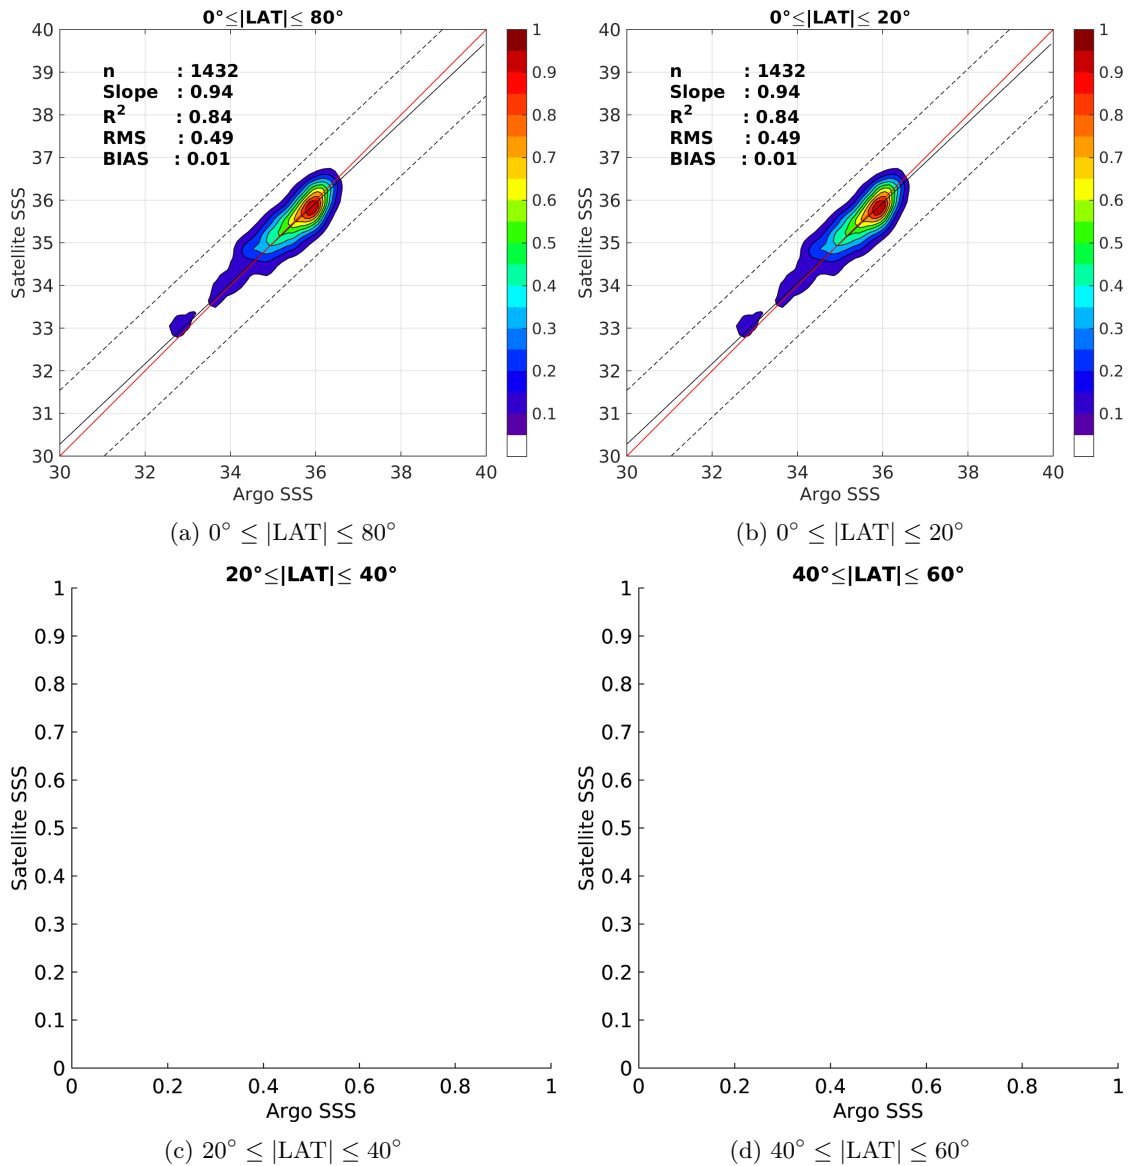 0°≤|LAT|≤ 80°
40
39
38
37
36
35
34
33
32
31
30
n : 1432
Slope : 0.94
R² : 0.84
RMS : 0.49
BIAS : 0.01
Satellite SSS
30 32 34 36 38 40
Argo SSS
1
0.9
0.8
0.7
0.6
0.5
0.4
0.3
0.2
0.1
(a) 0° ≤ |LAT| ≤ 80°
0°≤|LAT|≤ 20°
40
39
38
37
36
35
34
33
32
31
30
n : 1432
Slope : 0.94
R² : 0.84
RMS : 0.49
BIAS : 0.01
Satellite SSS
30 32 34 36 38 40
Argo SSS
1
0.9
0.8
0.7
0.6
0.5
0.4
0.3
0.2
0.1
(b) 0° ≤ |LAT| ≤ 20°
20°≤|LAT|≤ 40°
1
0.9
0.8
0.7
0.6
0.5
0.4
0.3
0.2
0.1
0
Satellite SSS
0 0.2 0.4 0.6 0.8 1
Argo SSS
(c) 20° ≤ |LAT| ≤ 40°
40°≤|LAT|≤ 60°
1
0.9
0.8
0.7
0.6
0.5
0.4
0.3
0.2
0.1
0
Satellite SSS
0 0.2 0.4 0.6 0.8 1
Argo SSS
(d) 40° ≤ |LAT| ≤ 60°